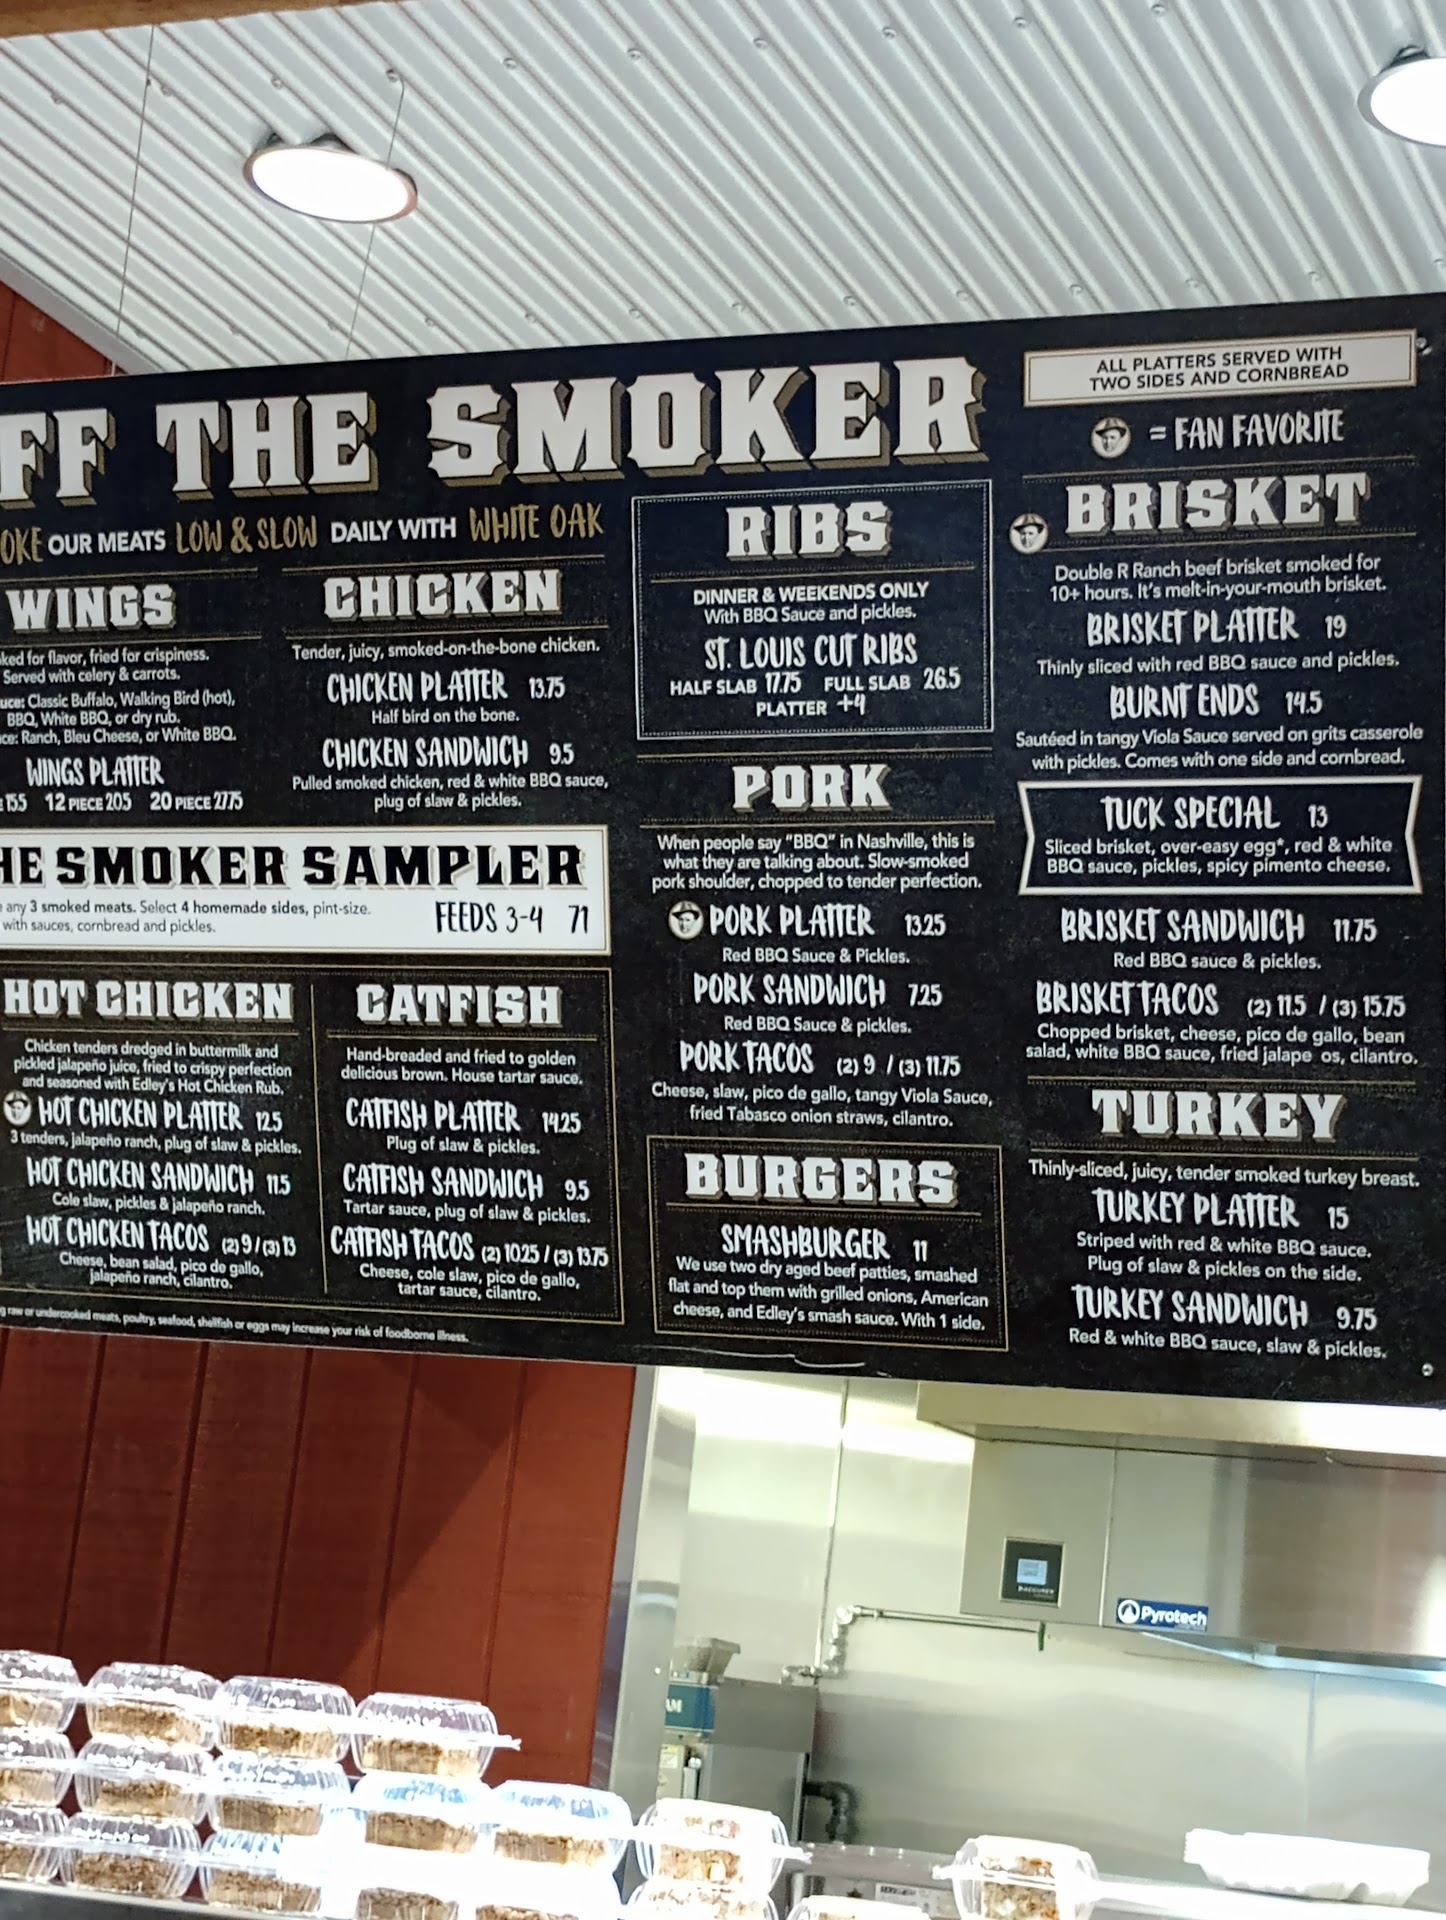 FF THE SMOKER
OKE OUR MEATS LOW & SLOW DAILY WITH WHITE OAK
WINGS
ked for flavor, fried for crispiness.
Served with celery & carrots.
uce: Classic Buffalo, Walking Bird (hot),
BBQ, White BBQ, or dry rub.
ce: Ranch, Bleu Cheese, or White BBQ.
WINGS PLATTER
155 12 PIECE 205 20 PIECE 27.75
CHICKEN
Tender, juicy, smoked-on-the-bone chicken.
CHICKEN PLATTER 13.75
Half bird on the bone.
CHICKEN SANDWICH 9.5
Pulled smoked chicken, red & white BBQ sauce,
plug of slaw & pickles.
HE SMOKER SAMPLER
any 3 smoked meats. Select 4 homemade sides, pint-size.
with sauces, cornbread and pickles.
FEEDS 3-4 71
HOT CHICKEN
Chicken tenders dredged in buttermilk and
pickled jalapeño juice, fried to crispy perfection
and seasoned with Edley's Hot Chicken Rub.
HOT CHICKEN PLATTER 12.5
3 tenders, jalapeño ranch, plug of slaw & pickles.
HOT CHICKEN SANDWICH 11.5
Cole slaw, pickles & jalapeño ranch.
HOT CHICKEN TACOS (2) 9 / (3) 13
Cheese, bean salad, pico de gallo,
jalapeño ranch, cilantro.
CATFISH
Hand-breaded and fried to golden
delicious brown. House tartar sauce.
CATFISH PLATTER 14.25
Plug of slaw & pickles.
CATFISH SANDWICH 9.5
Tartar sauce, plug of slaw & pickles.
CATFISH TACOS (2) 10.25 / (3) 13.75
Cheese, cole slaw, pico de gallo,
tartar sauce, cilantro.
g raw or undercooked meats, poultry, seafood, shellfish or eggs may increase your risk of foodborne illness.
RIBS
DINNER & WEEKENDS ONLY
With BBQ Sauce and pickles.
ST. LOUIS CUT RIBS
HALF SLAB 17.75 FULL SLAB 26.5
PLATTER +4
PORK
When people say "BBQ" in Nashville, this is
what they are talking about. Slow-smoked
pork shoulder, chopped to tender perfection.
PORK PLATTER 13.25
Red BBQ Sauce & Pickles.
PORK SANDWICH 7.25
Red BBQ Sauce & pickles.
PORK TACOS (2) 9 / (3) 11.75
Cheese, slaw, pico de gallo, tangy Viola Sauce,
fried Tabasco onion straws, cilantro.
BURGERS
SMASHBURGER 11
We use two dry aged beef patties, smashed
flat and top them with grilled onions, American
cheese, and Edley's smash sauce. With 1 side.
ALL PLATTERS SERVED WITH
TWO SIDES AND CORNBREAD
= FAN FAVORITE
BRISKET
Double R Ranch beef brisket smoked for
10+ hours. It's melt-in-your-mouth brisket.
BRISKET PLATTER 19
Thinly sliced with red BBQ sauce and pickles.
BURNT ENDS 14.5
Sautéed in tangy Viola Sauce served on grits casserole
with pickles. Comes with one side and cornbread.
TUCK SPECIAL 13
Sliced brisket, over-easy egg*, red & white
BBQ sauce, pickles, spicy pimento cheese.
BRISKET SANDWICH 11.75
Red BBQ sauce & pickles.
BRISKET TACOS (2) 11.5 / (3) 15.75
Chopped brisket, cheese, pico de gallo, bean
salad, white BBQ sauce, fried jalape os, cilantro.
TURKEY
Thinly-sliced, juicy, tender smoked turkey breast.
TURKEY PLATTER 15
Striped with red & white BBQ sauce.
Plug of slaw & pickles on the side.
TURKEY SANDWICH 9.75
Red & white BBQ sauce, slaw & pickles.
Pyrotech
AM